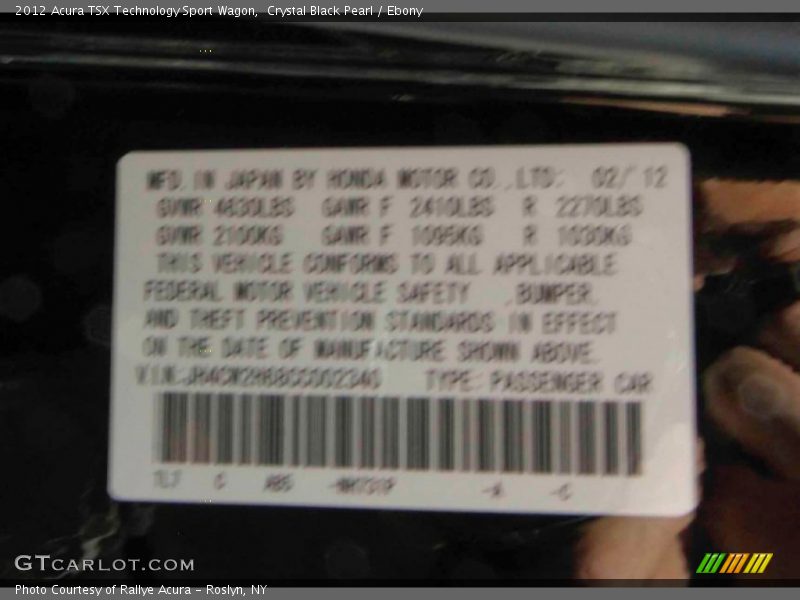 2012 Acura TSX Technology Sport Wagon,  Crystal Black Pearl / Ebony
MFD. IN JAPAN BY HONDA MOTOR CO.,LTD: 02/ 12
GVWR 4630LBS GAWR F 2410LBS R 2270LBS
GVWR 2100KG GAWR F 1095KG R 1030KG
THIS VEHICLE CONFORMS TO ALL APPLICABLE
FEDERAL MOTOR VEHICLE SAFETY ,BUMPER,
AND THEFT PREVENTION STANDARDS IN EFFECT
ON THE DATE OF MANUFACTURE SHOWN ABOVE.
V.I.N: TYPE: PASSENGER CAR
C -A -C
GTCARLOT.COM
Photo Courtesy of Rallye Acura – Roslyn, NY